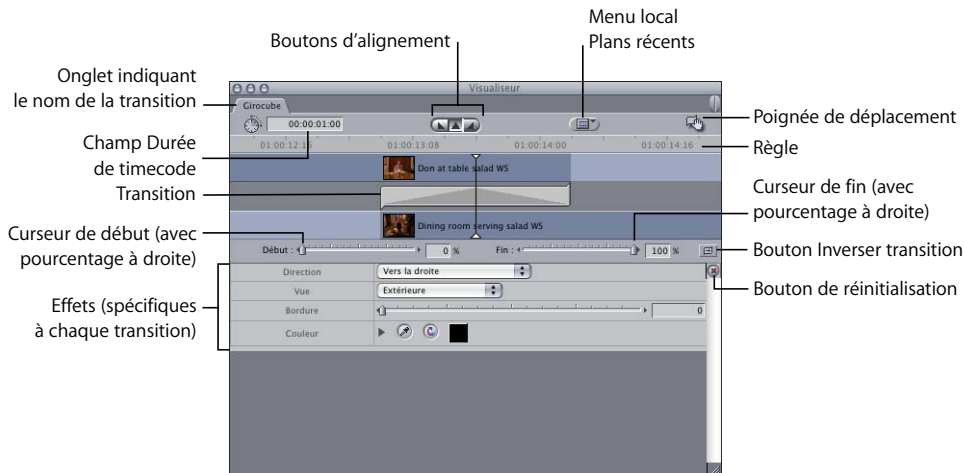 Menu local
Plans récents
Boutons d'alignement
Onglet indiquant
le nom de la transition
Visualiseur
Girocube
00:00:01:00
Poignée de déplacement
Champ Durée
de timecode
01:00:12:16
01:00:13:08
01:00:14:00
01:00:14:16
Règle
Don at table salad WS
Transition
Curseur de fin (avec
pourcentage à droite)
Dining room serving salad WS
Curseur de début (avec
pourcentage à droite)
Début :
0 %
Fin :
100 %
Bouton Inverser transition
Effets (spécifiques
à chaque transition)
Direction
Vers la droite
Bouton de réinitialisation
Vue
Extérieure
Bordure
0
Couleur